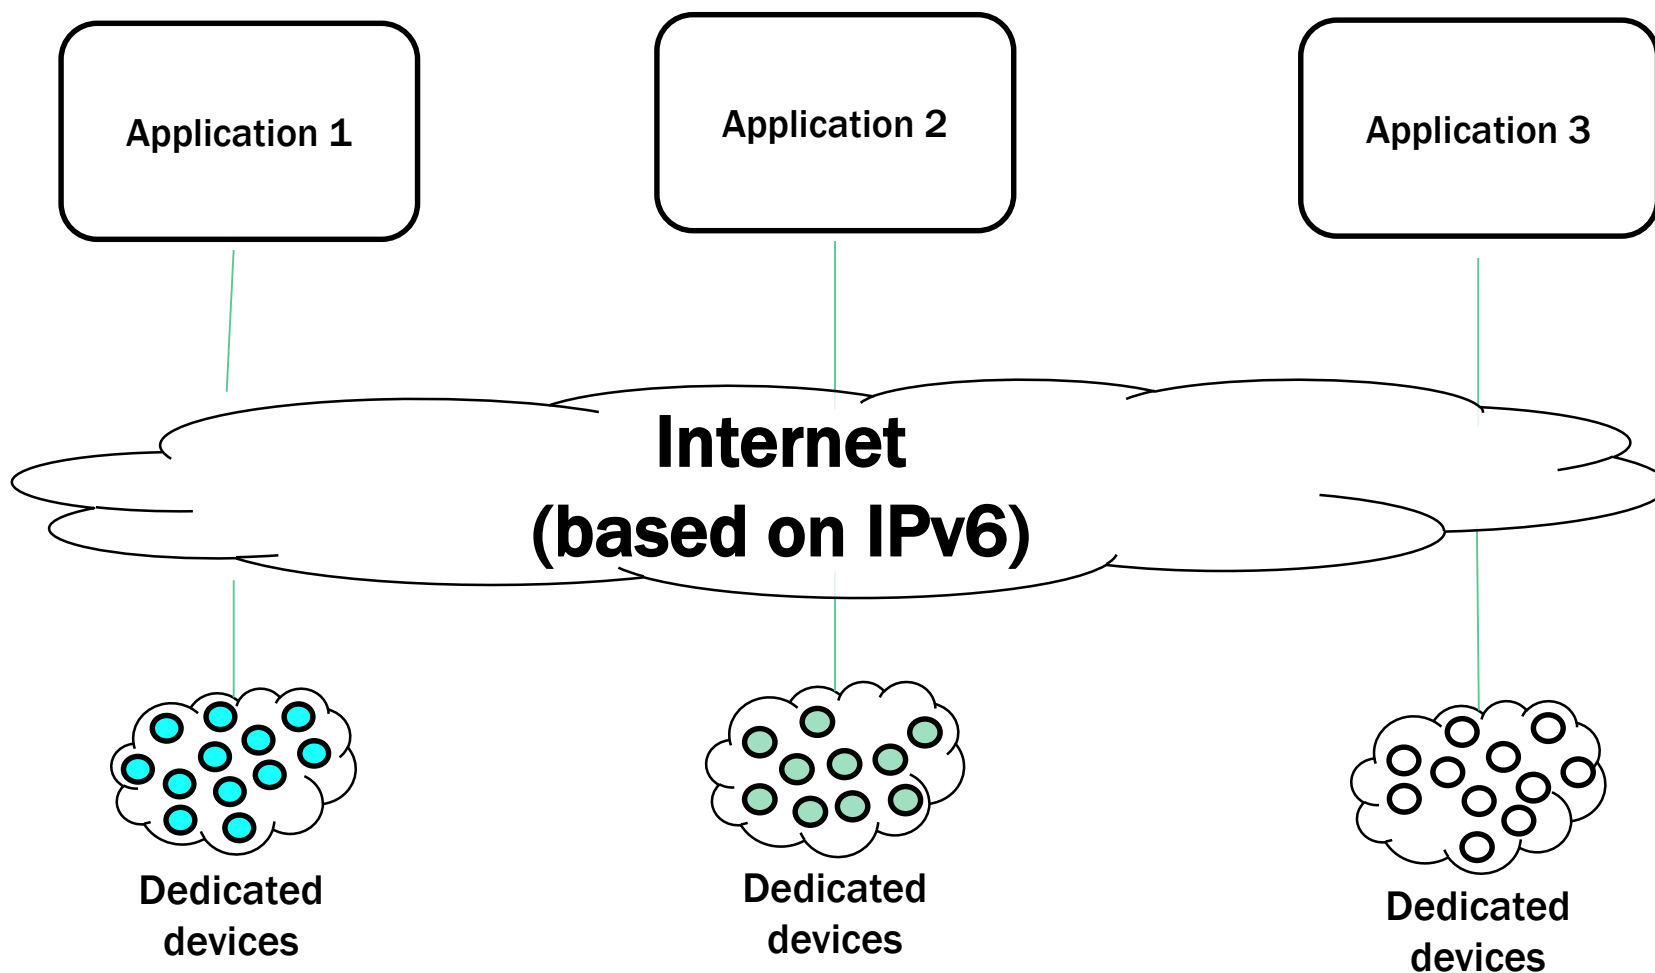 Application 1
Application 2
Application 3
Internet
(based on IPv6)
Dedicated
devices
Dedicated
devices
Dedicated
devices